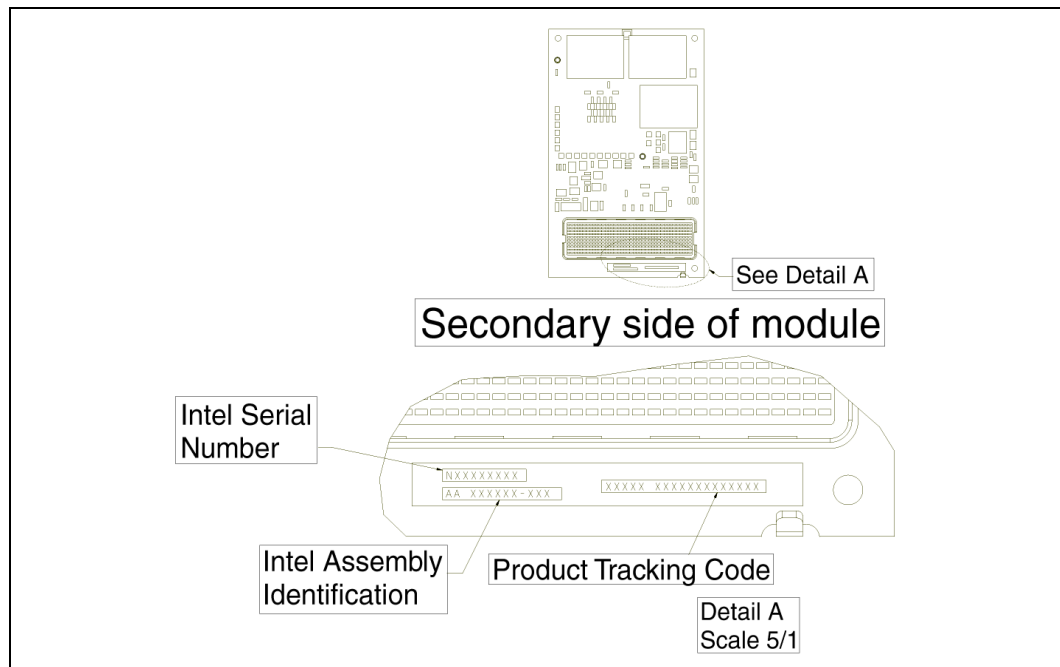 See Detail A
Secondary side of module
Intel Serial
Number
NXXXXXXXX
AA XXXXXX-XXX
XXXXX XXXXXXXXXXXXX
Intel Assembly
Identification
Product Tracking Code
Detail A
Scale 5/1